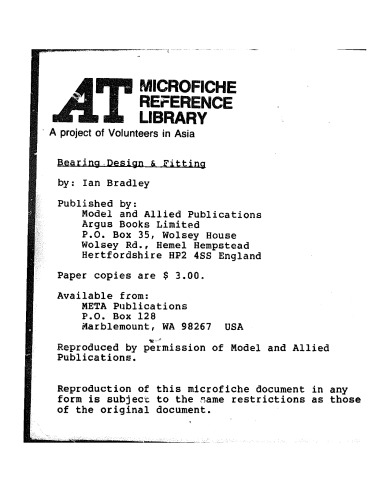 AT MICROFICHE
REFERENCE
LIBRARY
A project of Volunteers in Asia
Bearing Design & Fitting
by: Ian Bradley
Published by:
Model and Allied Publications
Argus Books Limited
P.O. Box 35, Wolsey House
Wolsey Rd., Hemel Hempstead
Hertfordshire HP2 4SS England
Paper copies are $ 3.00.
Available from:
META Publications
P.O. Box 128
Marblemount, WA 98267 USA
Reproduced by permission of Model and Allied
Publications.
Reproduction of this microfiche document in any
form is subject to the same restrictions as those
of the original document.